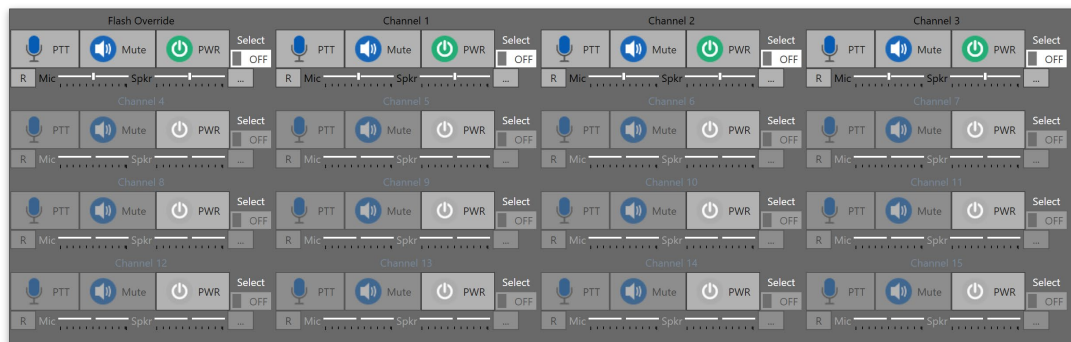 Flash Override Channel 1 Channel 2 Channel 3
PTT Mute PWR Select OFF PTT Mute PWR Select OFF PTT Mute PWR Select OFF PTT Mute PWR Select OFF
R Mic Spkr ... R Mic Spkr ... R Mic Spkr ... R Mic Spkr ...
Channel 4 Channel 5 Channel 6 Channel 7
PTT Mute PWR Select OFF PTT Mute PWR Select OFF PTT Mute PWR Select OFF PTT Mute PWR Select OFF
R Mic Spkr ... R Mic Spkr ... R Mic Spkr ... R Mic Spkr ...
Channel 8 Channel 9 Channel 10 Channel 11
PTT Mute PWR Select OFF PTT Mute PWR Select OFF PTT Mute PWR Select OFF PTT Mute PWR Select OFF
R Mic Spkr ... R Mic Spkr ... R Mic Spkr ... R Mic Spkr ...
Channel 12 Channel 13 Channel 14 Channel 15
PTT Mute PWR Select OFF PTT Mute PWR Select OFF PTT Mute PWR Select OFF PTT Mute PWR Select OFF
R Mic Spkr ... R Mic Spkr ... R Mic Spkr ... R Mic Spkr ...